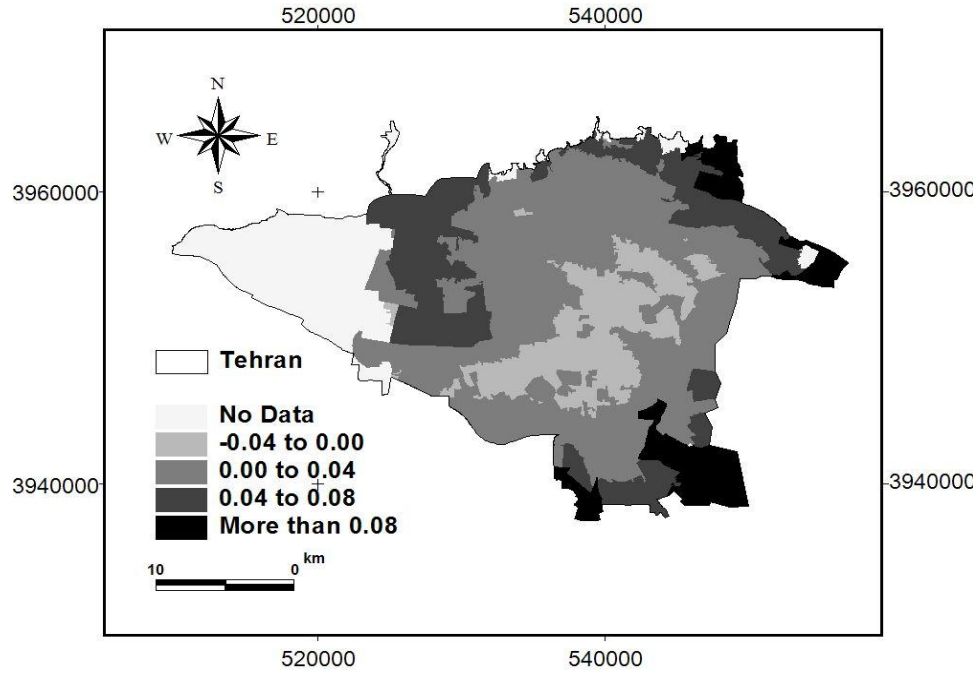 520000 540000
N
W E
S
3960000 3960000
Tehran
No Data
-0.04 to 0.00
0.00 to 0.04
3940000 3940000
0.04 to 0.08
More than 0.08
10 0 km
520000 540000